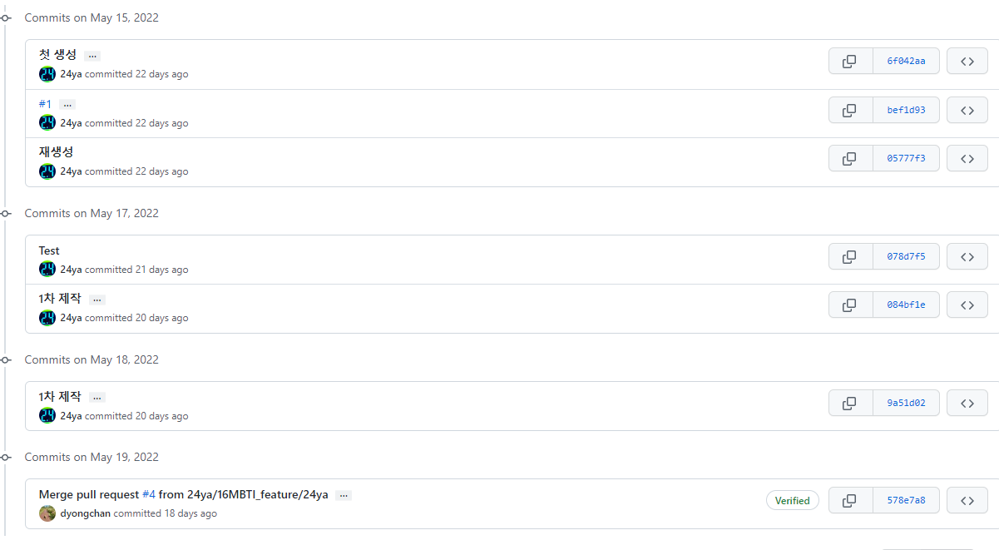 Commits on May 15, 2022
첫 생성 ...
24ya committed 22 days ago
6f042aa
#1 ...
24ya committed 22 days ago
bef1d93
재생성
24ya committed 22 days ago
05777f3
Commits on May 17, 2022
Test
24ya committed 21 days ago
078d7f5
1차 제작 ...
24ya committed 20 days ago
084bf1e
Commits on May 18, 2022
1차 제작 ...
24ya committed 20 days ago
9a51d02
Commits on May 19, 2022
Merge pull request #4 from 24ya/16MBTI_feature/24ya ...
dyongchan committed 18 days ago
Verified
578e7a8